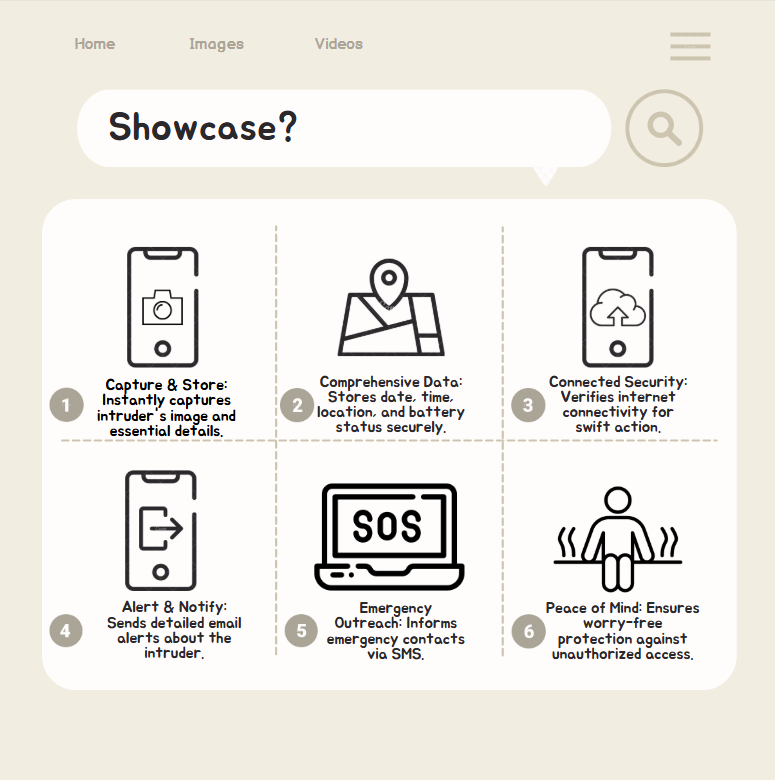 Home Images Videos
Showcase?
1
Capture & Store:
Instantly captures
intruder's image and
essential details.
2
Comprehensive Data:
Stores date, time,
location, and battery
status securely.
3
Connected Security:
Verifies internet
connectivity for
swift action.
4
Alert & Notify:
Sends detailed email
alerts about the
intruder.
SOS
5
Emergency
Outreach: Informs
emergency contacts
via SMS.
6
Peace of Mind: Ensures
worry-free
protection against
unauthorized access.